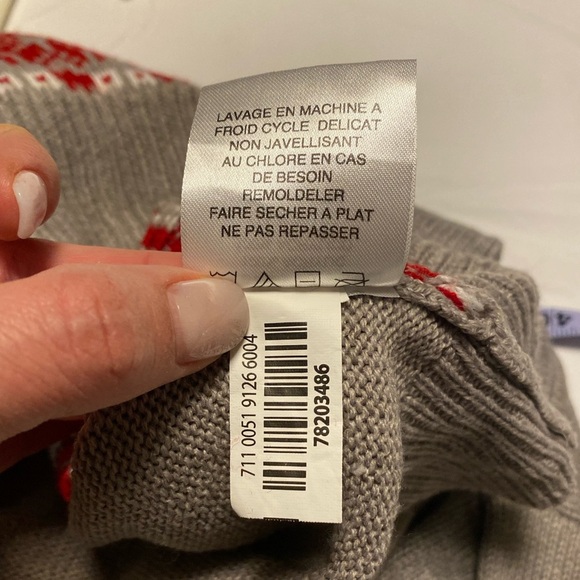 LAVAGE EN MACHINE A
FROID CYCLE DELICAT
NON JAVELLISANT
AU CHLORE EN CAS
DE BESOIN
REMOLDELER
FAIRE SECHER A PLAT
NE PAS REPASSER
711 0051 9126 6004
78203486
4